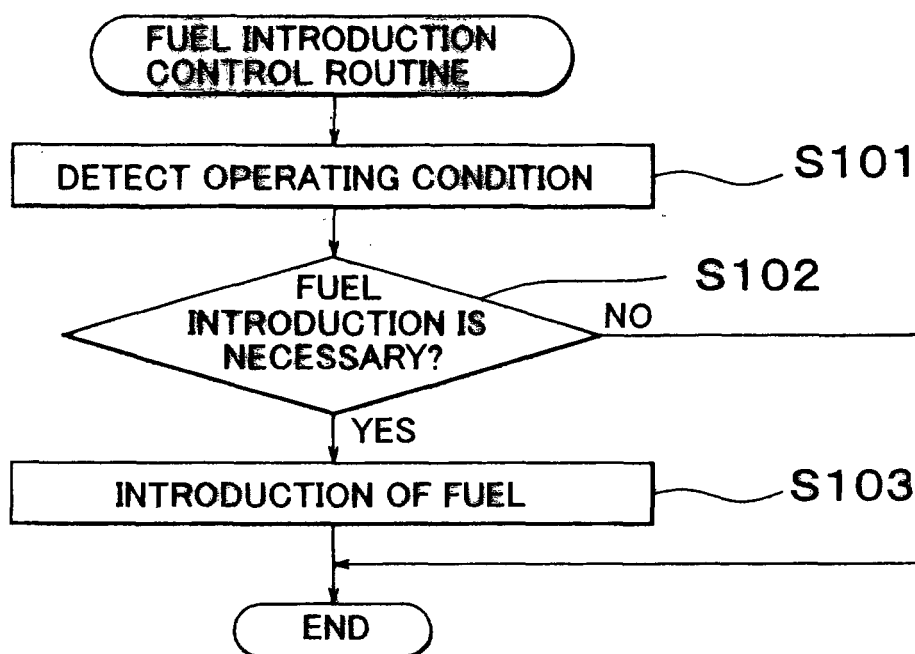 FUEL INTRODUCTION
CONTROL ROUTINE
DETECT OPERATING CONDITION
S101
FUEL
INTRODUCTION IS
NECESSARY?
S102
NO
YES
INTRODUCTION OF FUEL
S103
END